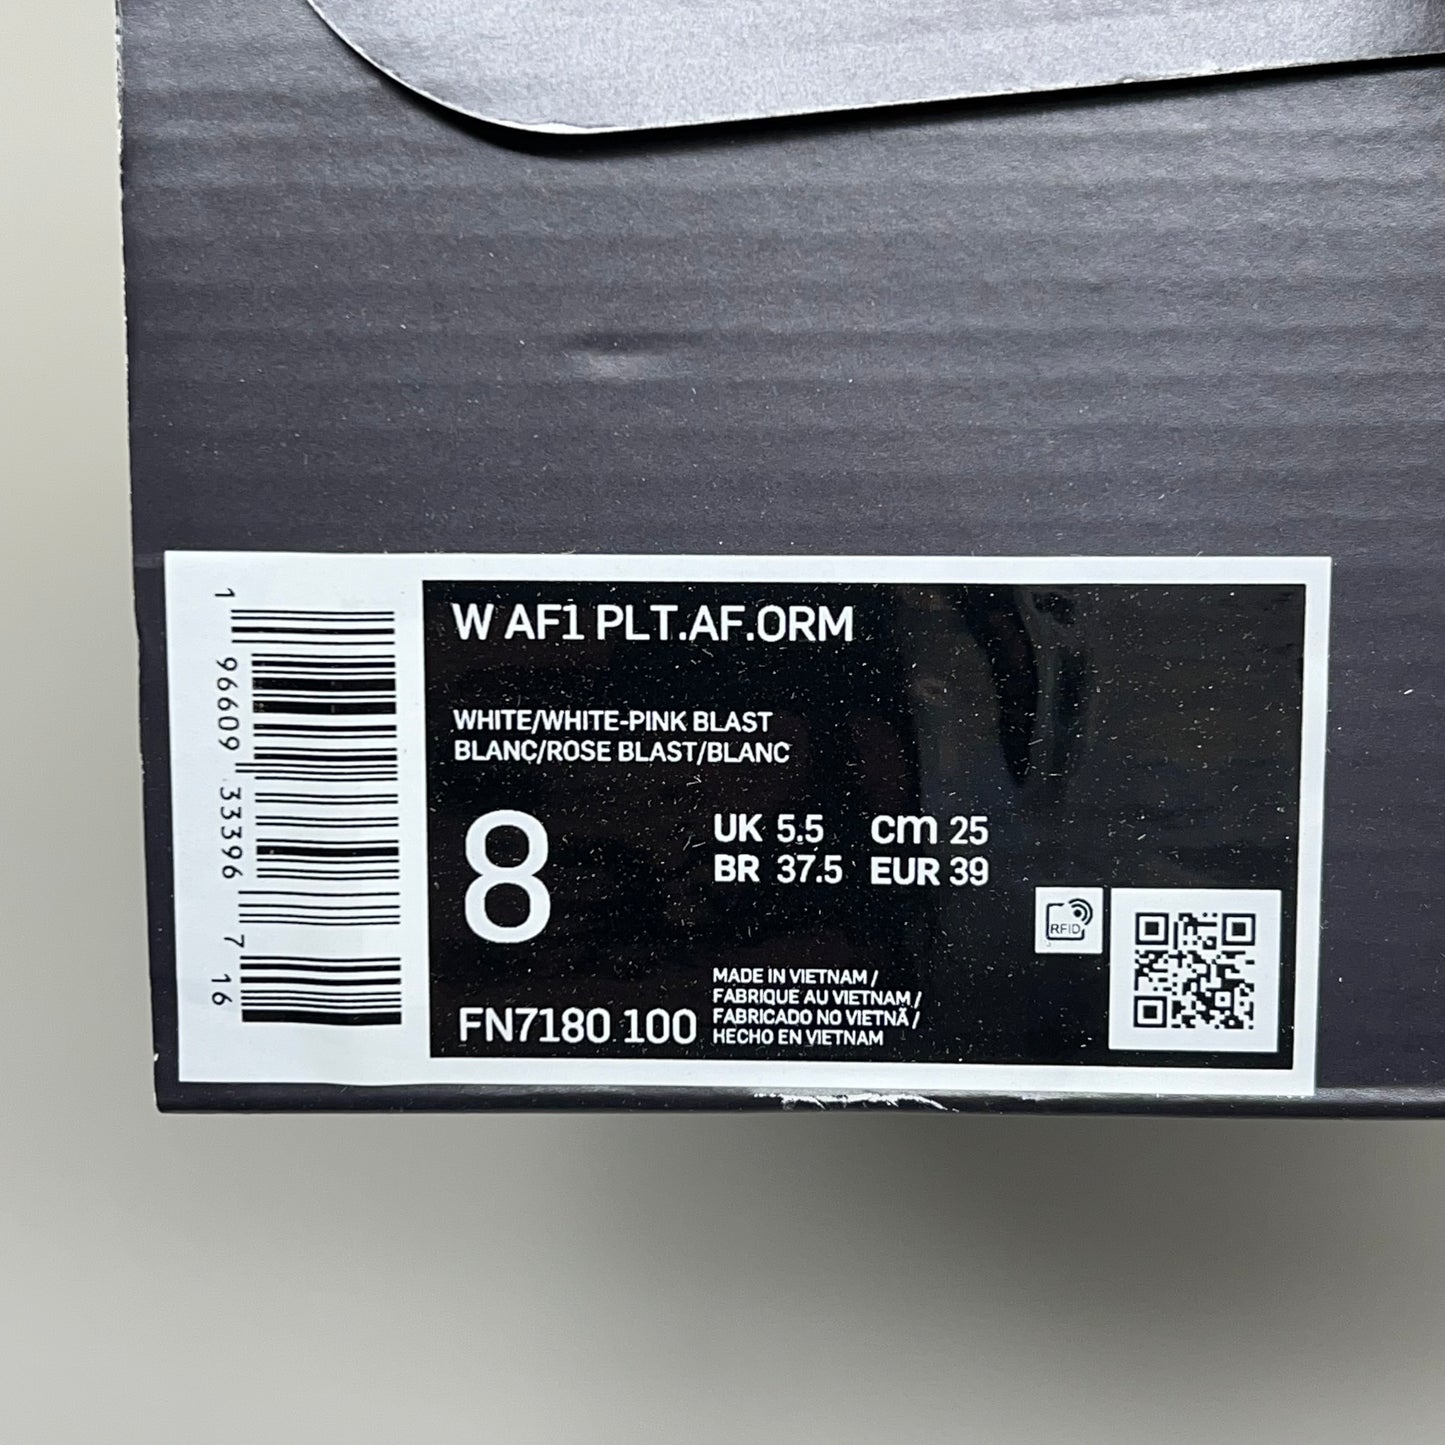 1 96609 33396 7 16
W AF1 PLT.AF.ORM
WHITE/WHITE-PINK BLAST
BLANC/ROSE BLAST/BLANC
8
UK 5.5 cm 25
BR 37.5 EUR 39
RFID
FN7180 100
MADE IN VIETNAM /
FABRIQUE AU VIETNAM /
FABRICADO NO VIETNÃ /
HECHO EN VIETNAM